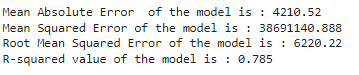 Mean Absolute Error  of the model is : 4210.52
Mean Squared Error of the model is : 38691140.888
Root Mean Squared Error of the model is : 6220.22
R-squared value of the model is : 0.785